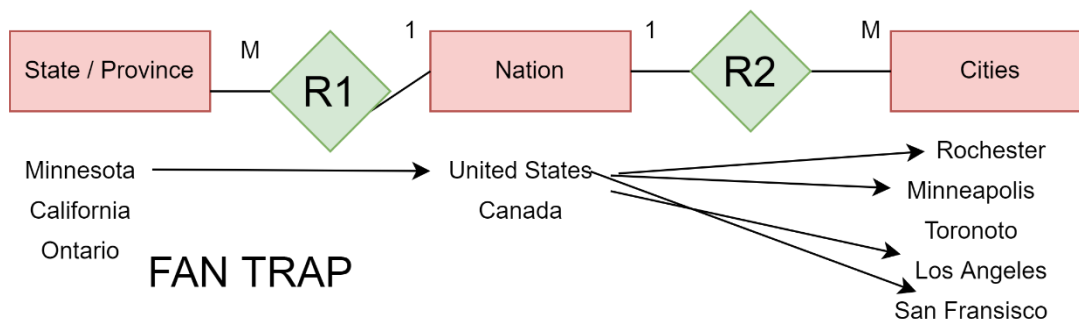 M
1
1
M
State / Province
R1
Nation
R2
Cities
Minnesota
California
Ontario
United States
Canada
Rochester
Minneapolis
Toronoto
Los Angeles
San Fransisco
FAN TRAP